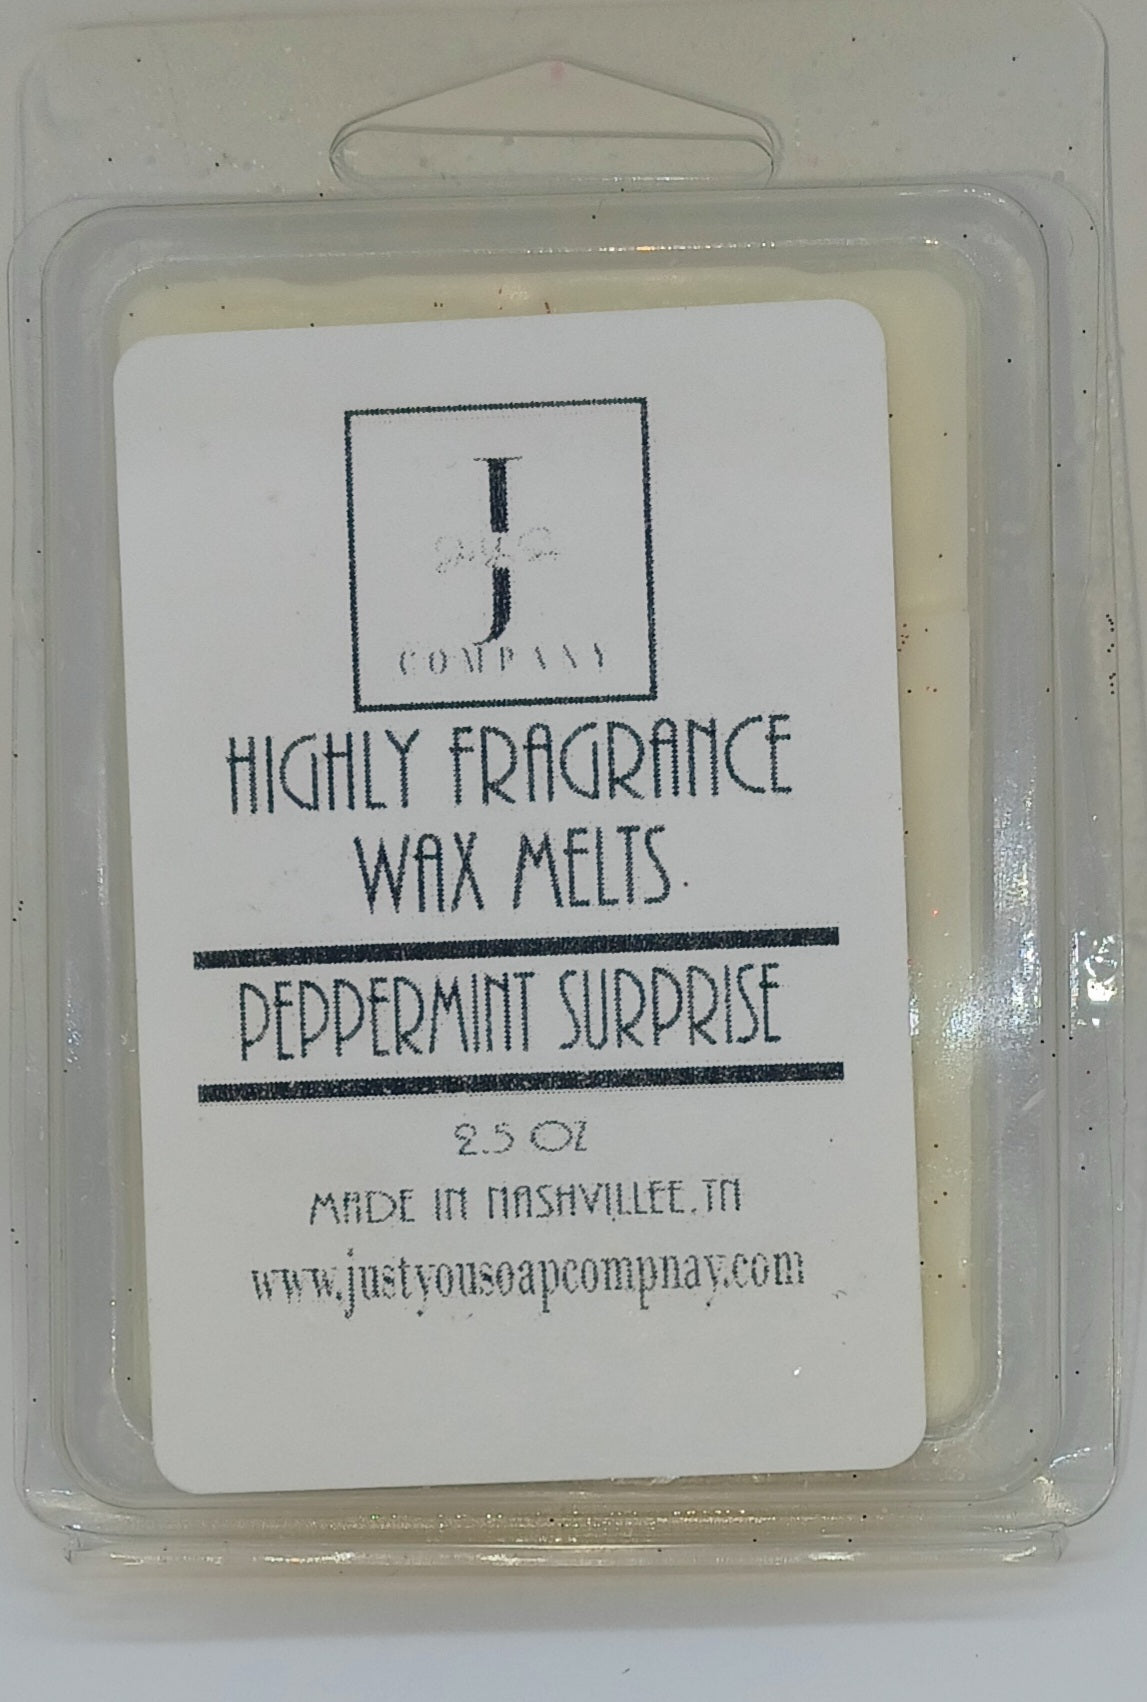 J
COMPANY
HIGHLY FRAGRANCE
WAX MELTS
PEPPERMINT SURPRISE
2.5 OZ
MADE IN NASHVILLEE.TN
www.justyousoapcompnay.com